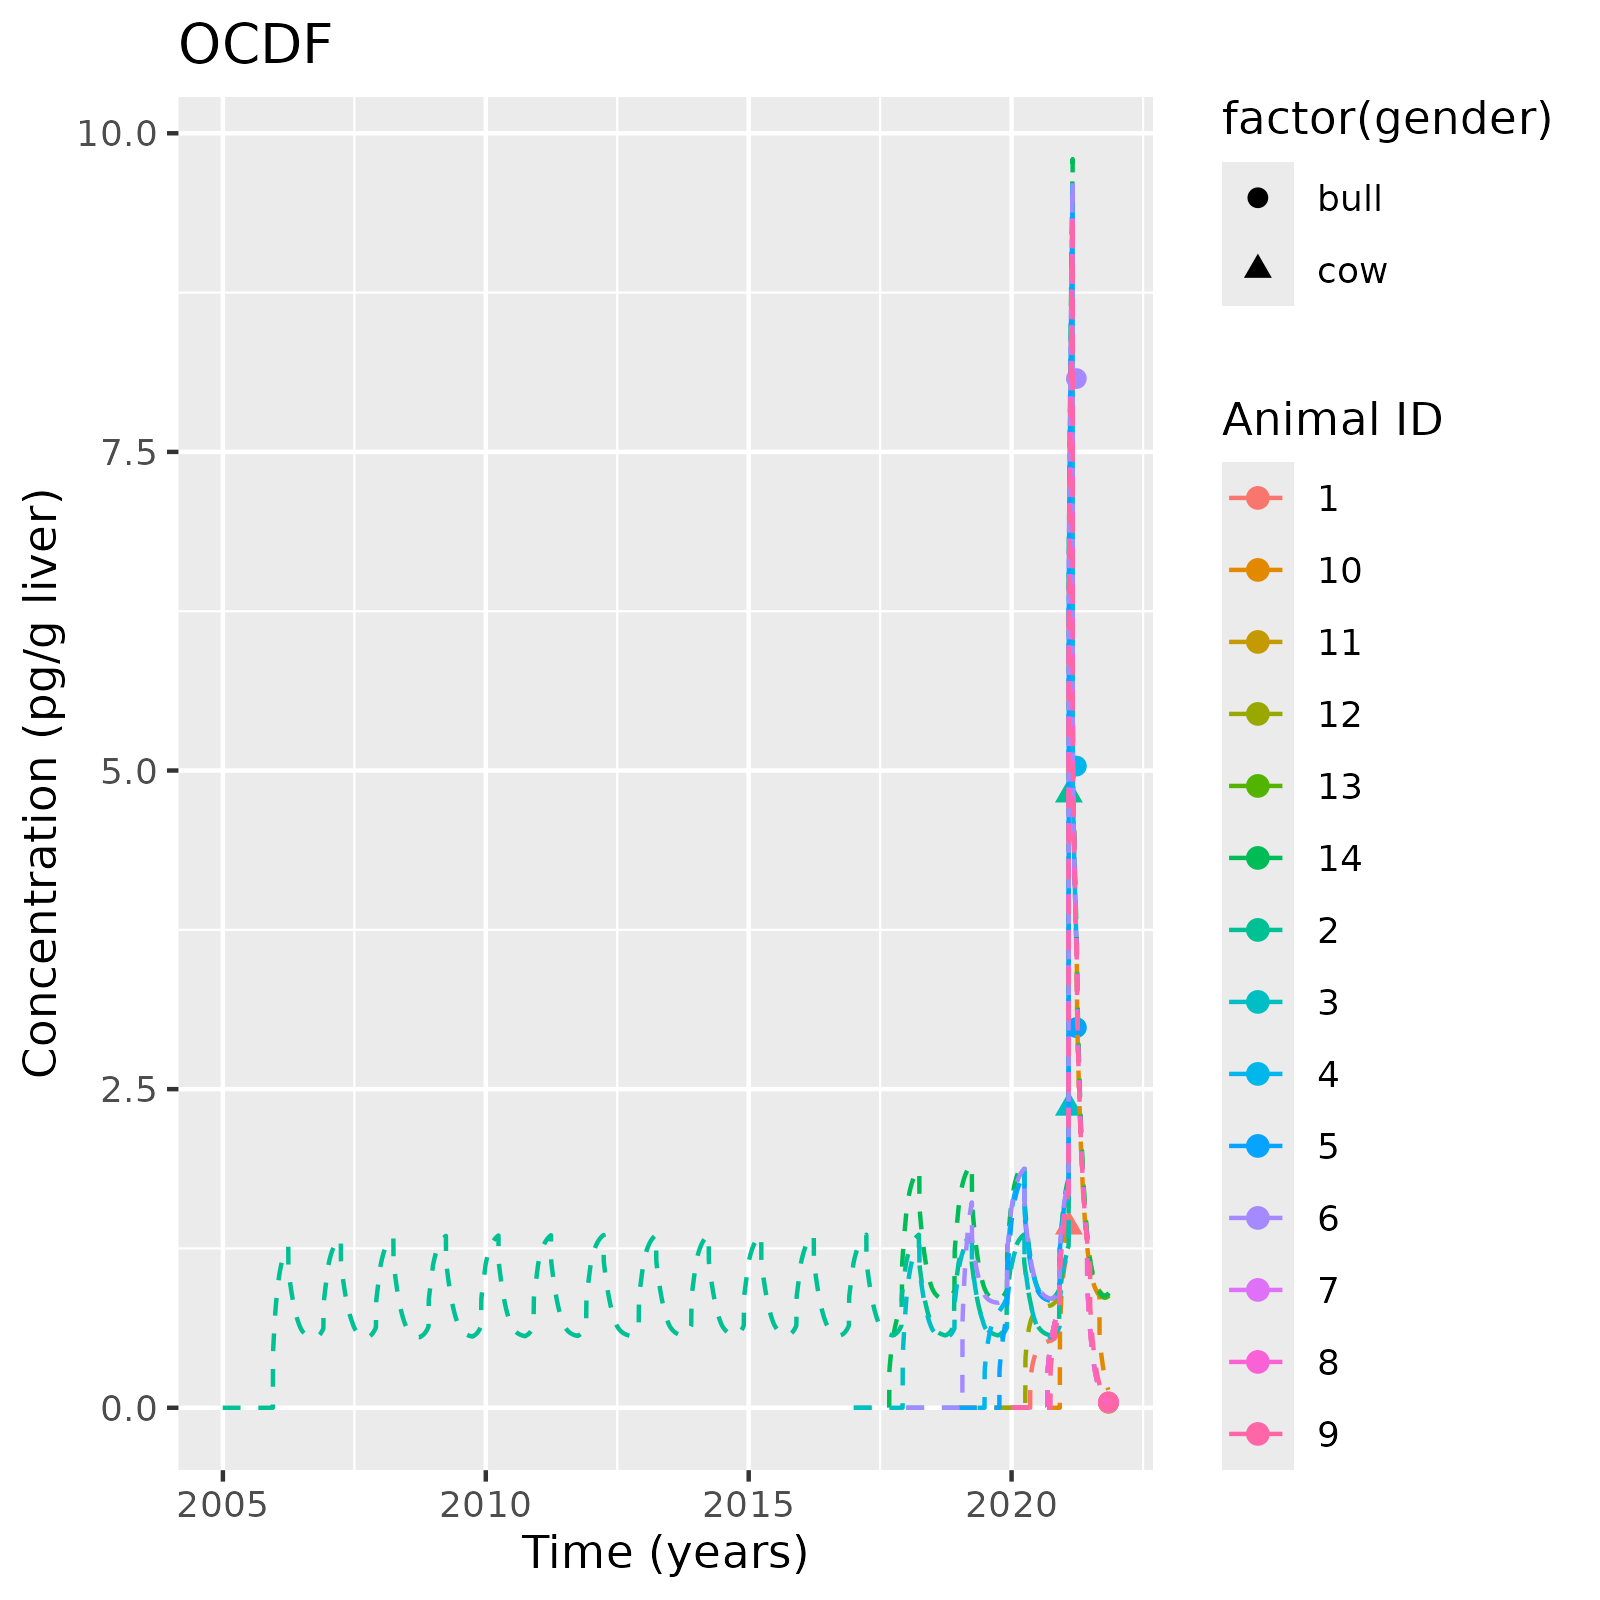 OCDF
Concentration (pg/g liver)
10.0
7.5
5.0
2.5
0.0
2005 2010 2015 2020
Time (years)
factor(gender)
bull
cow
Animal ID
1
10
11
12
13
14
2
3
4
5
6
7
8
9